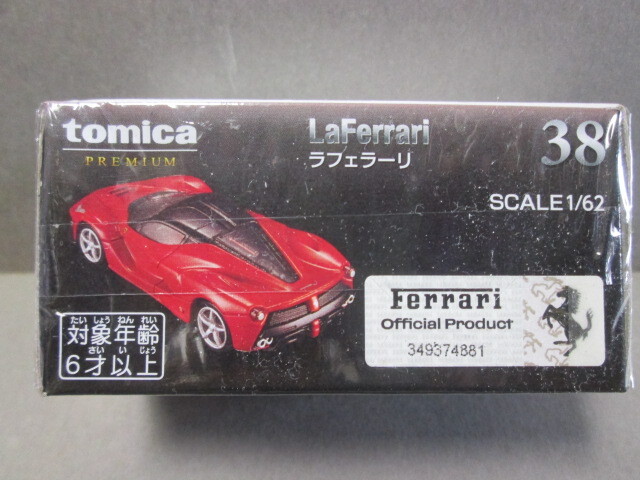 tomica
PREMIUM
LaFerrari
ラフェラーリ
38
SCALE1/62
Ferrari
Official Product
349374881
たい しょう ねん れい
対象年齢
さい い じょう
6才以上